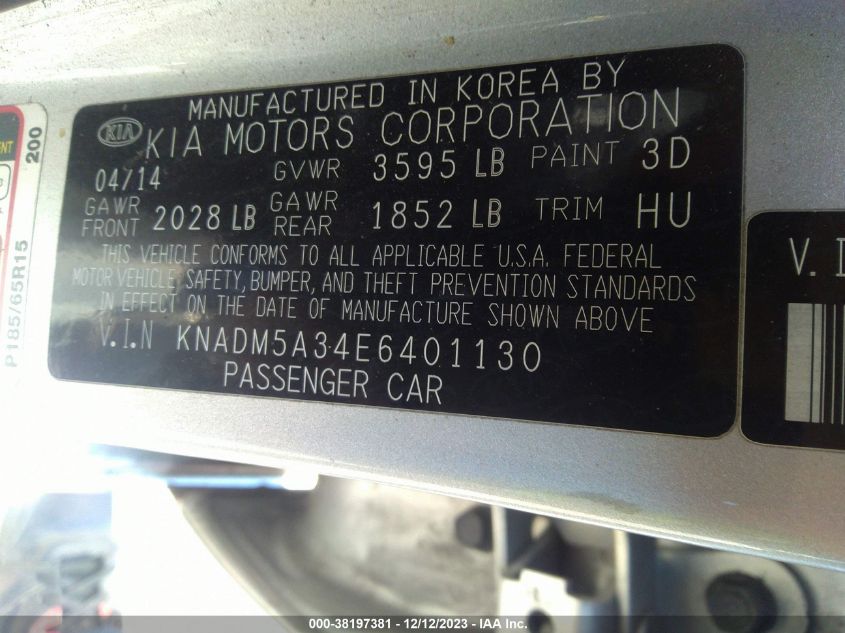 MANUFACTURED IN KOREA BY
KIA KIA MOTORS CORPORATION
04/14 GVWR 3595 LB PAINT 3D
GAWR FRONT 2028 LB GAWR REAR 1852 LB TRIM HU
THIS VEHICLE CONFORMS TO ALL APPLICABLE U.S.A. FEDERAL
MOTOR VEHICLE, SAFETY, BUMPER, AND THEFT PREVENTION STANDARDS
IN EFFECT ON THE DATE OF MANUFACTURE SHOWN ABOVE
V.I.N KNADM5A34E6401130
PASSENGER CAR
200
P185/65R15
V. I
000-38197381 - 12/12/2023 - IAA Inc.